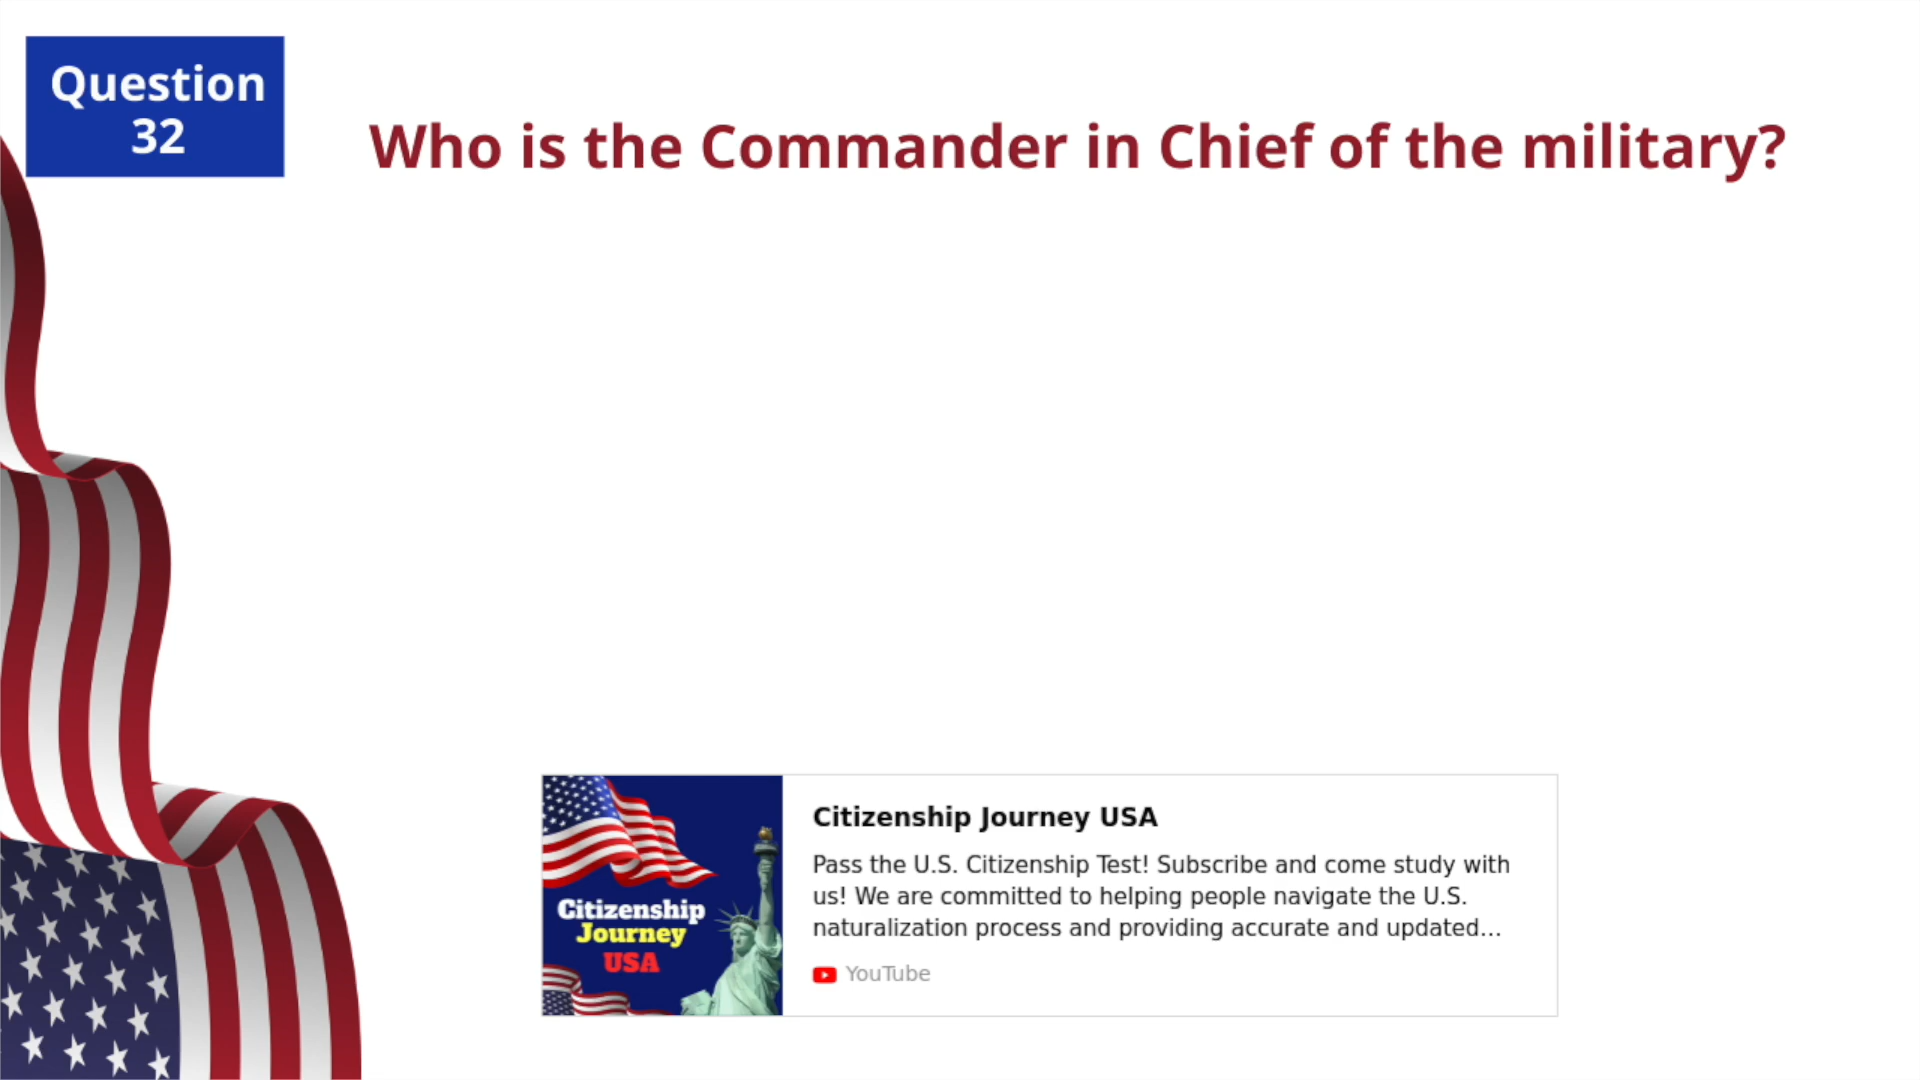 Question
32
Who is the Commander in Chief of the military?
Citizenship
Journey
USA
Citizenship Journey USA
Pass the U.S. Citizenship Test! Subscribe and come study with
us! We are committed to helping people navigate the U.S.
naturalization process and providing accurate and updated...
YouTube